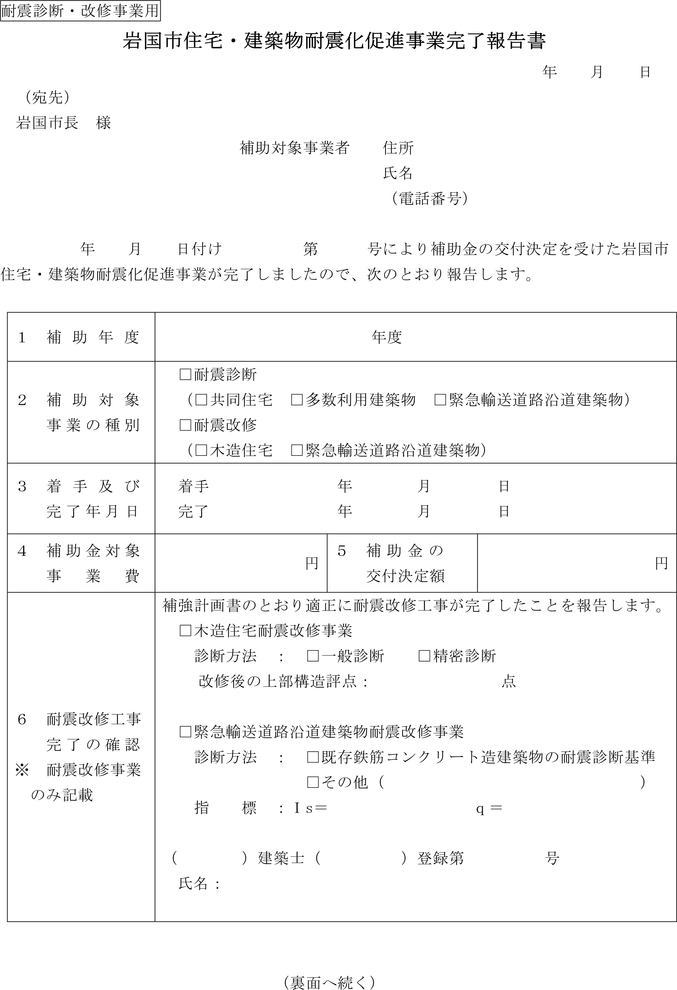 耐震診断・改修事業用
岩国市住宅・建築物耐震化促進事業完了報告書
年　　月　　日
（宛先）
岩国市長　様
補助対象事業者　　住所
氏名
（電話番号）
年　　月　　日付け　　　　　第　　　号により補助金の交付決定を受けた岩国市
住宅・建築物耐震化促進事業が完了しましたので、次のとおり報告します。
１　補助年度　　　　　年度
２　補助対象
事業の種別
□耐震診断
（□共同住宅　□多数利用建築物　□緊急輸送道路沿道建築物）
□耐震改修
（□木造住宅　□緊急輸送道路沿道建築物）
３　着手及び
完了年月日
着手　　　　　　　　年　　　　月　　　　日
完了　　　　　　　　年　　　　月　　　　日
４　補助金対象
事業費
円
５　補助金の
交付決定額
円
６　耐震改修工事
完了の確認
※　耐震改修事業
のみ記載
補強計画書のとおり適正に耐震改修工事が完了したことを報告します。
□木造住宅耐震改修事業
診断方法　：　□一般診断　　□精密診断
改修後の上部構造評点：　　　　　　　　点
□緊急輸送道路沿道建築物耐震改修事業
診断方法　：　□既存鉄筋コンクリート造建築物の耐震診断基準
□その他（　　　　　　　　　　　　　　　　）
指　　標　：Ｉs＝　　　　　　　　　ｑ＝
（　　　　）建築士（　　　　　）登録第　　　　　号
氏名：
（裏面へ続く）